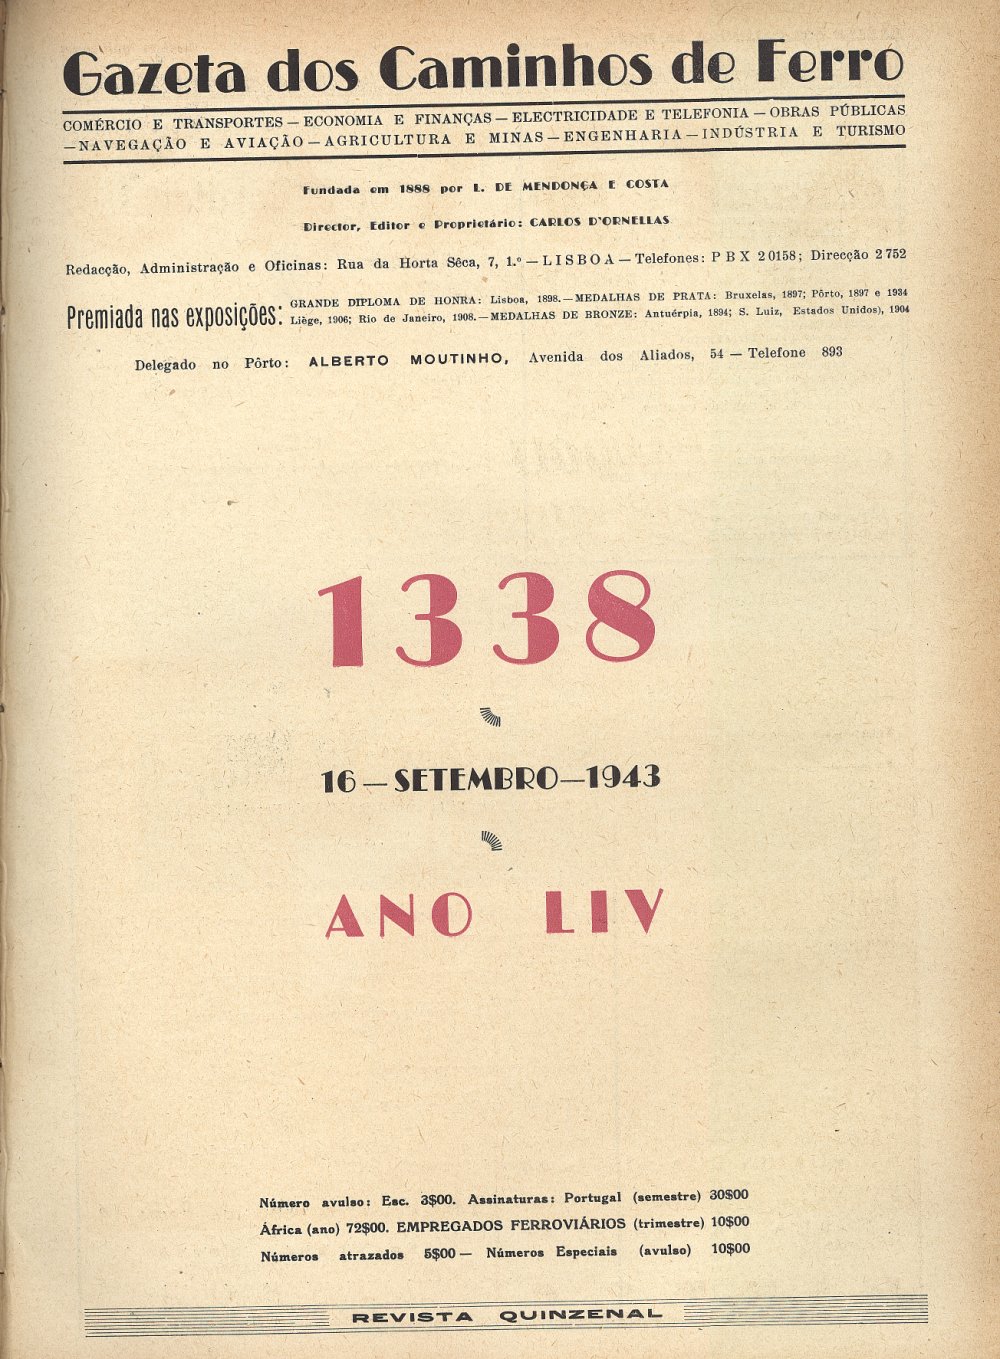 Gazeta dos Caminhos de Ferro
COMÉRCIO E TRANSPORTES — ECONOMIA E FINANÇAS — ELECTRICIDADE E TELEFONIA — OBRAS PÚBLICAS
— NAVEGAÇÃO E AVIAÇÃO — AGRICULTURA E MINAS — ENGENHARIA — INDÚSTRIA E TURISMO
Fundada em 1888 por L. DE MENDONÇA E COSTA
Director, Editor e Proprietário: CARLOS D'ORNELLAS
Redacção, Administração e Oficinas: Rua da Horta Sêca, 7, 1.º — LISBOA — Telefones: P B X 20158; Direcção 2752
Premiada nas exposições:
GRANDE DIPLOMA DE HONRA: Lisboa, 1898. — MEDALHAS DE PRATA: Bruxelas, 1897; Pôrto, 1897 e 1934
Liège, 1906; Rio de Janeiro, 1908. — MEDALHAS DE BRONZE: Antuérpia, 1894; S. Luiz, Estados Unidos), 1904
Delegado no Pôrto: ALBERTO MOUTINHO, Avenida dos Aliados, 54 — Telefone 893
1338
16 — SETEMBRO — 1943
ANO LIV
Número avulso: Esc. 3$00. Assinaturas: Portugal (semestre) 30$00
África (ano) 72$00. EMPREGADOS FERROVIÁRIOS (trimestre) 10$00
Números atrazados 5$00 — Números Especiais (avulso) 10$00
REVISTA QUINZENAL